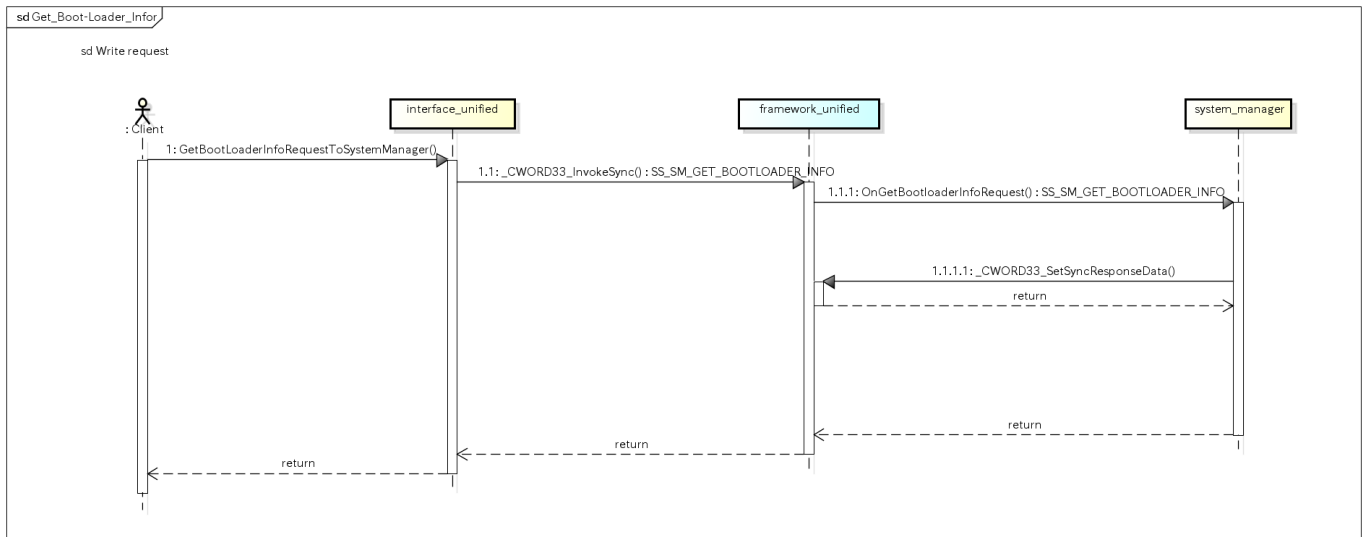 sd Get_Boot-Loader_Infor
sd Write request
: Client
interface_unified
framework_unified
system_manager
1: GetBootLoaderInfoRequestToSystemManager()
1.1: _CWORD33_InvokeSync() : SS_SM_GET_BOOTLOADER_INFO
1.1.1: OnGetBootloaderInfoRequest() : SS_SM_GET_BOOTLOADER_INFO
1.1.1.1: _CWORD33_SetSyncResponseData()
return
return
return
return